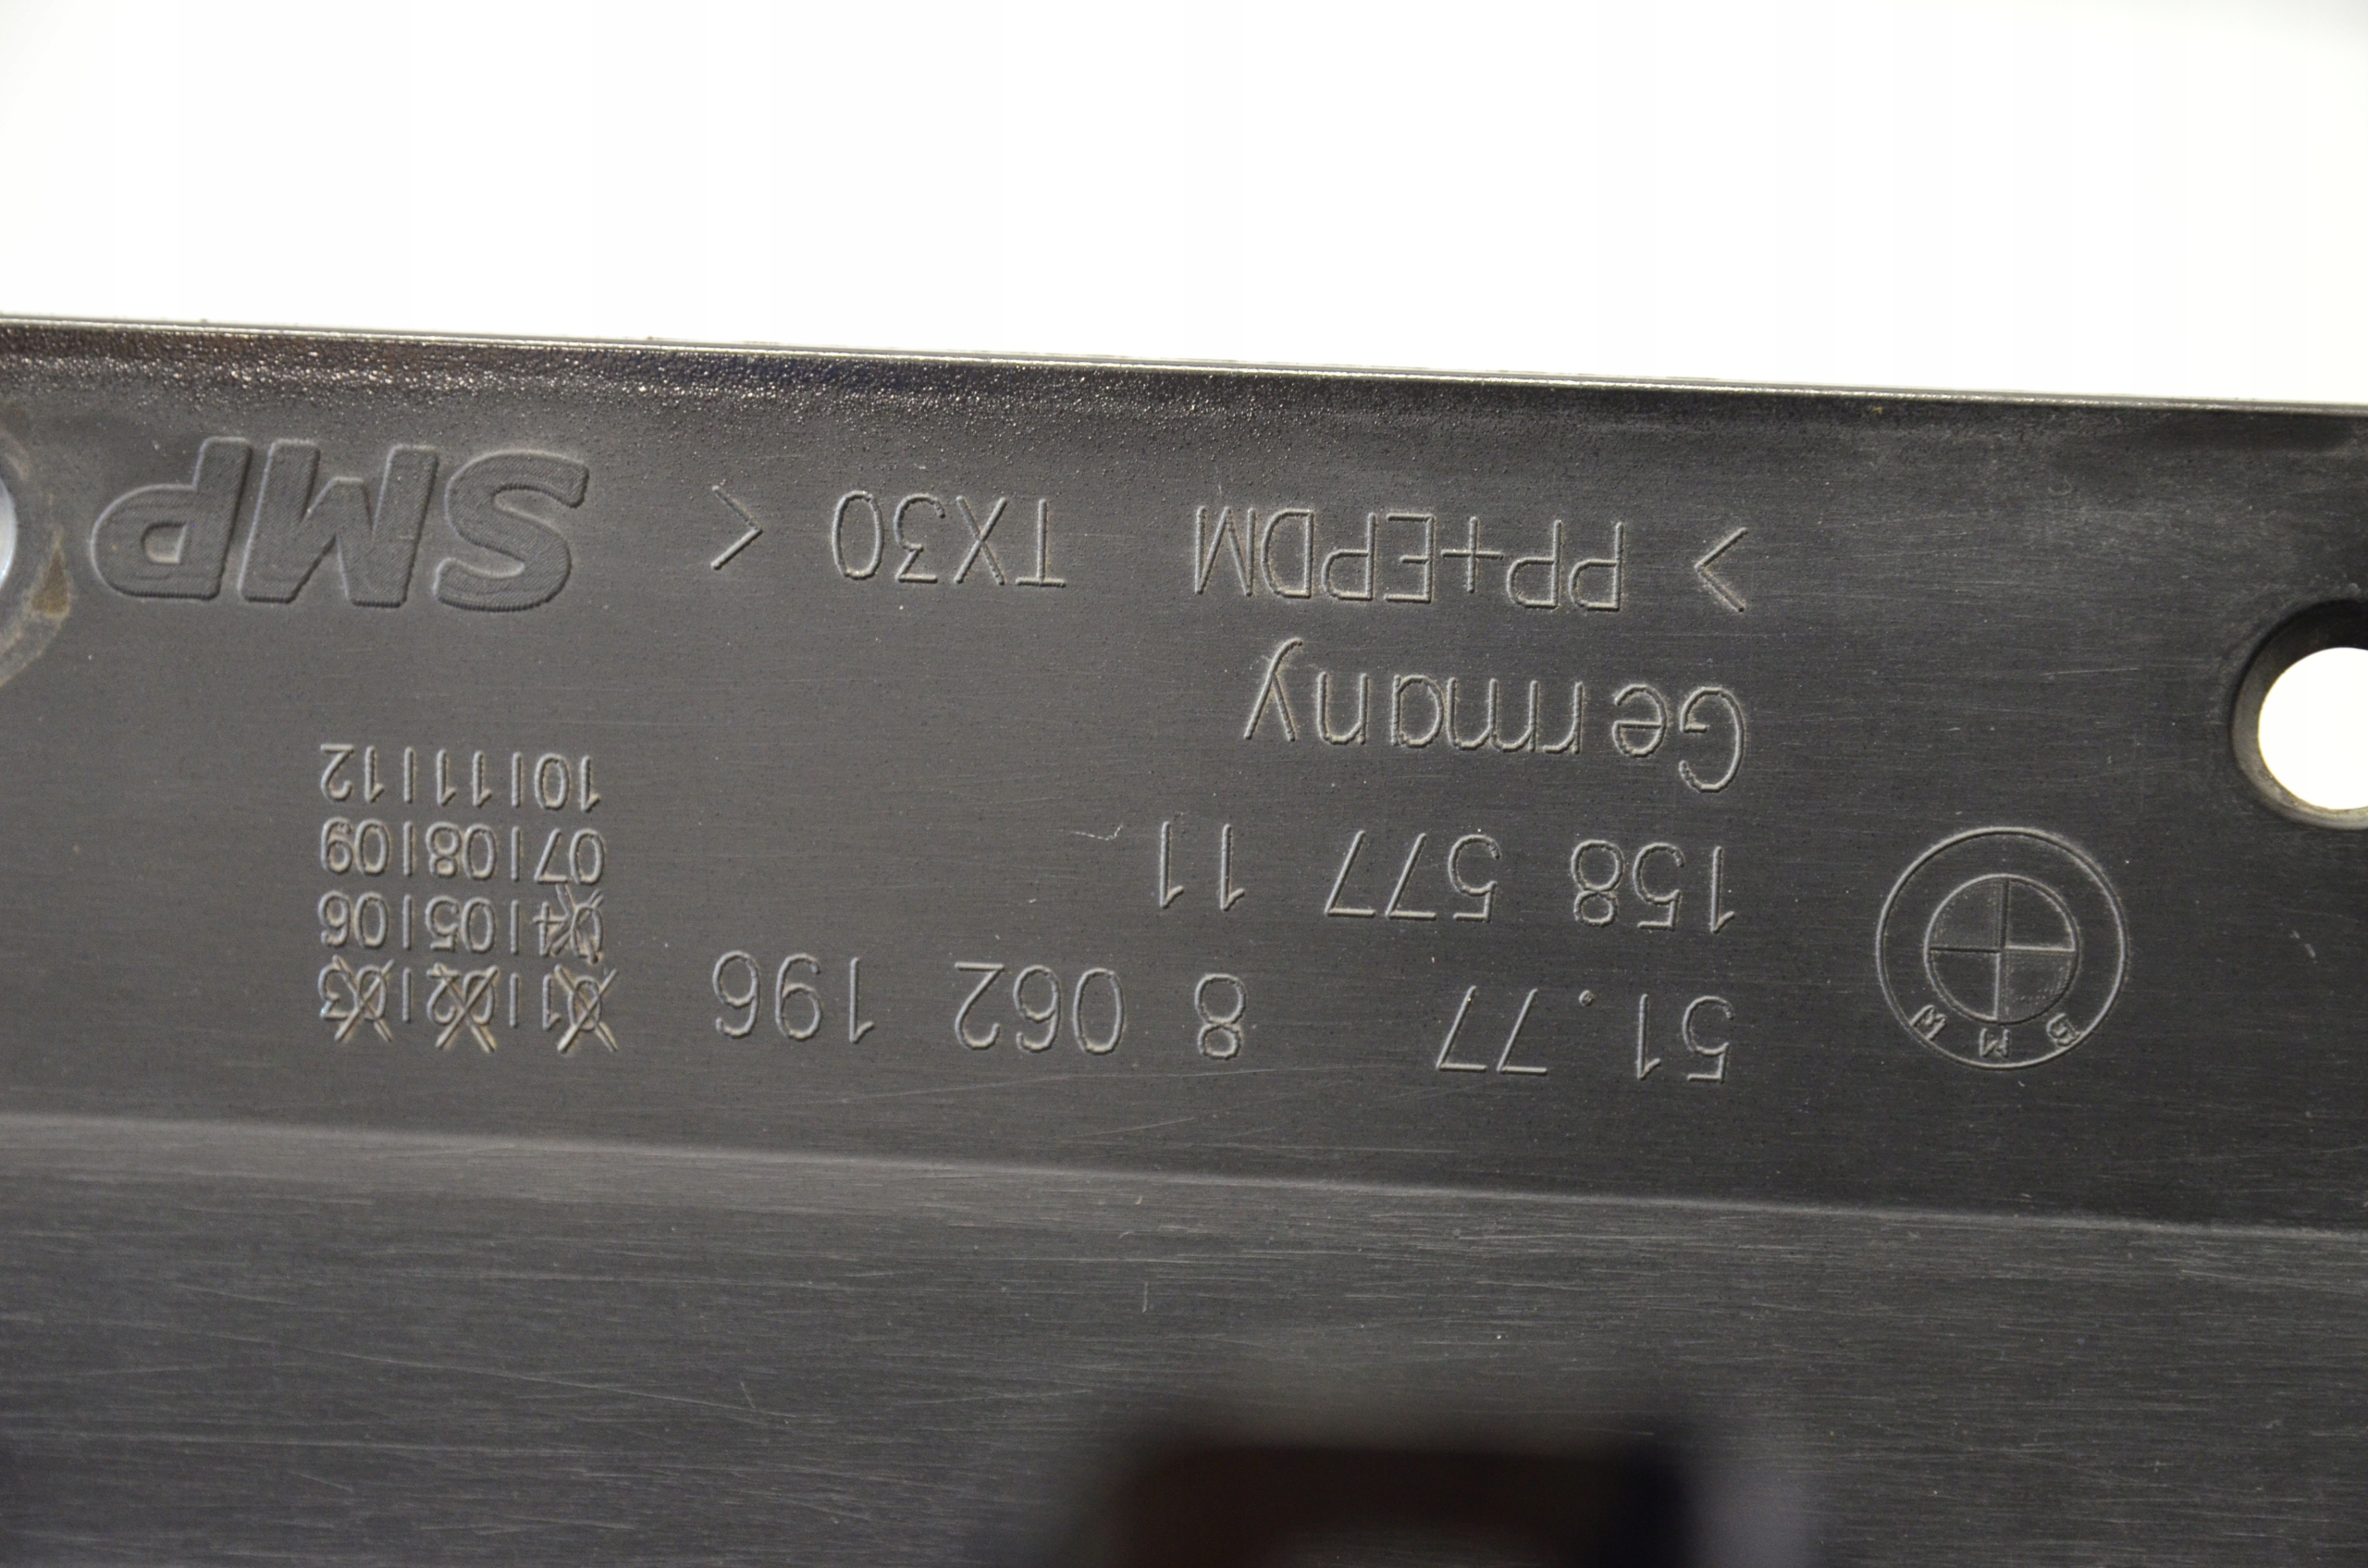 BMW
51.77 8 062 196
158 577 11
Germany
> PP+EPDM TX30 <
01|02|03
04|05|06
07|08|09
10|11|12
SMP